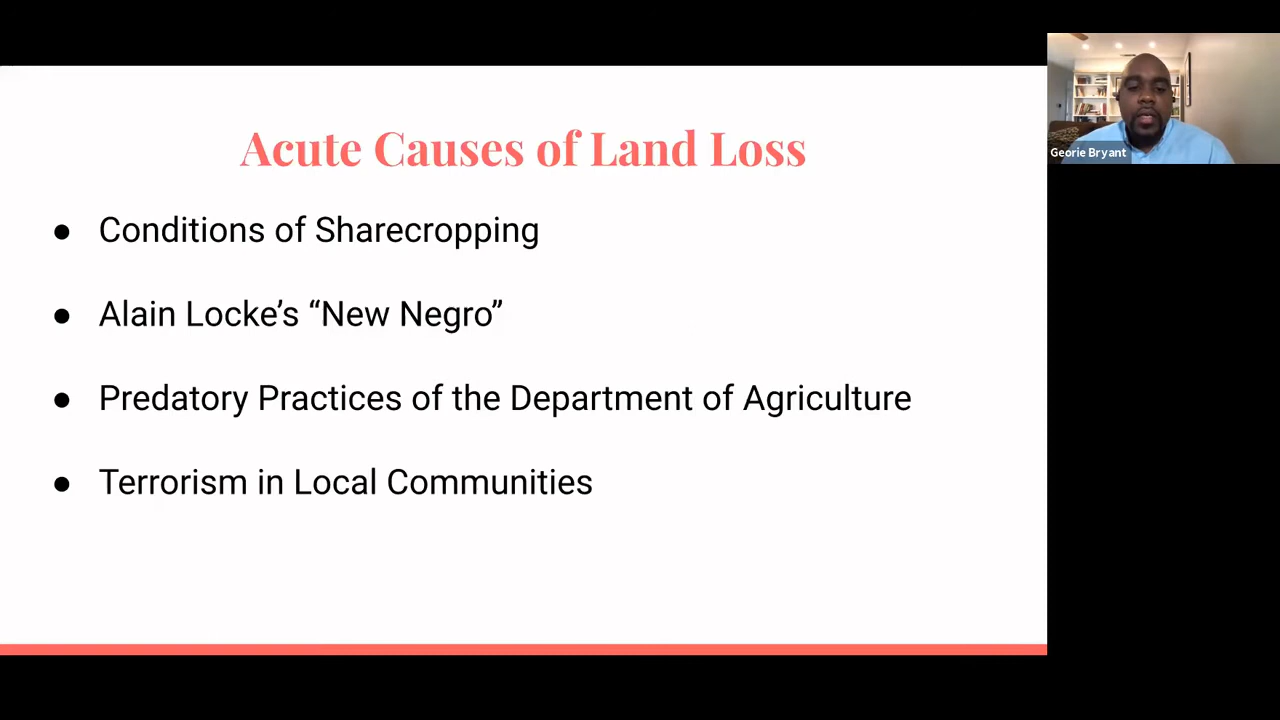 Acute Causes of Land Loss
● Conditions of Sharecropping
● Alain Locke’s “New Negro”
● Predatory Practices of the Department of Agriculture
● Terrorism in Local Communities
Georie Bryant